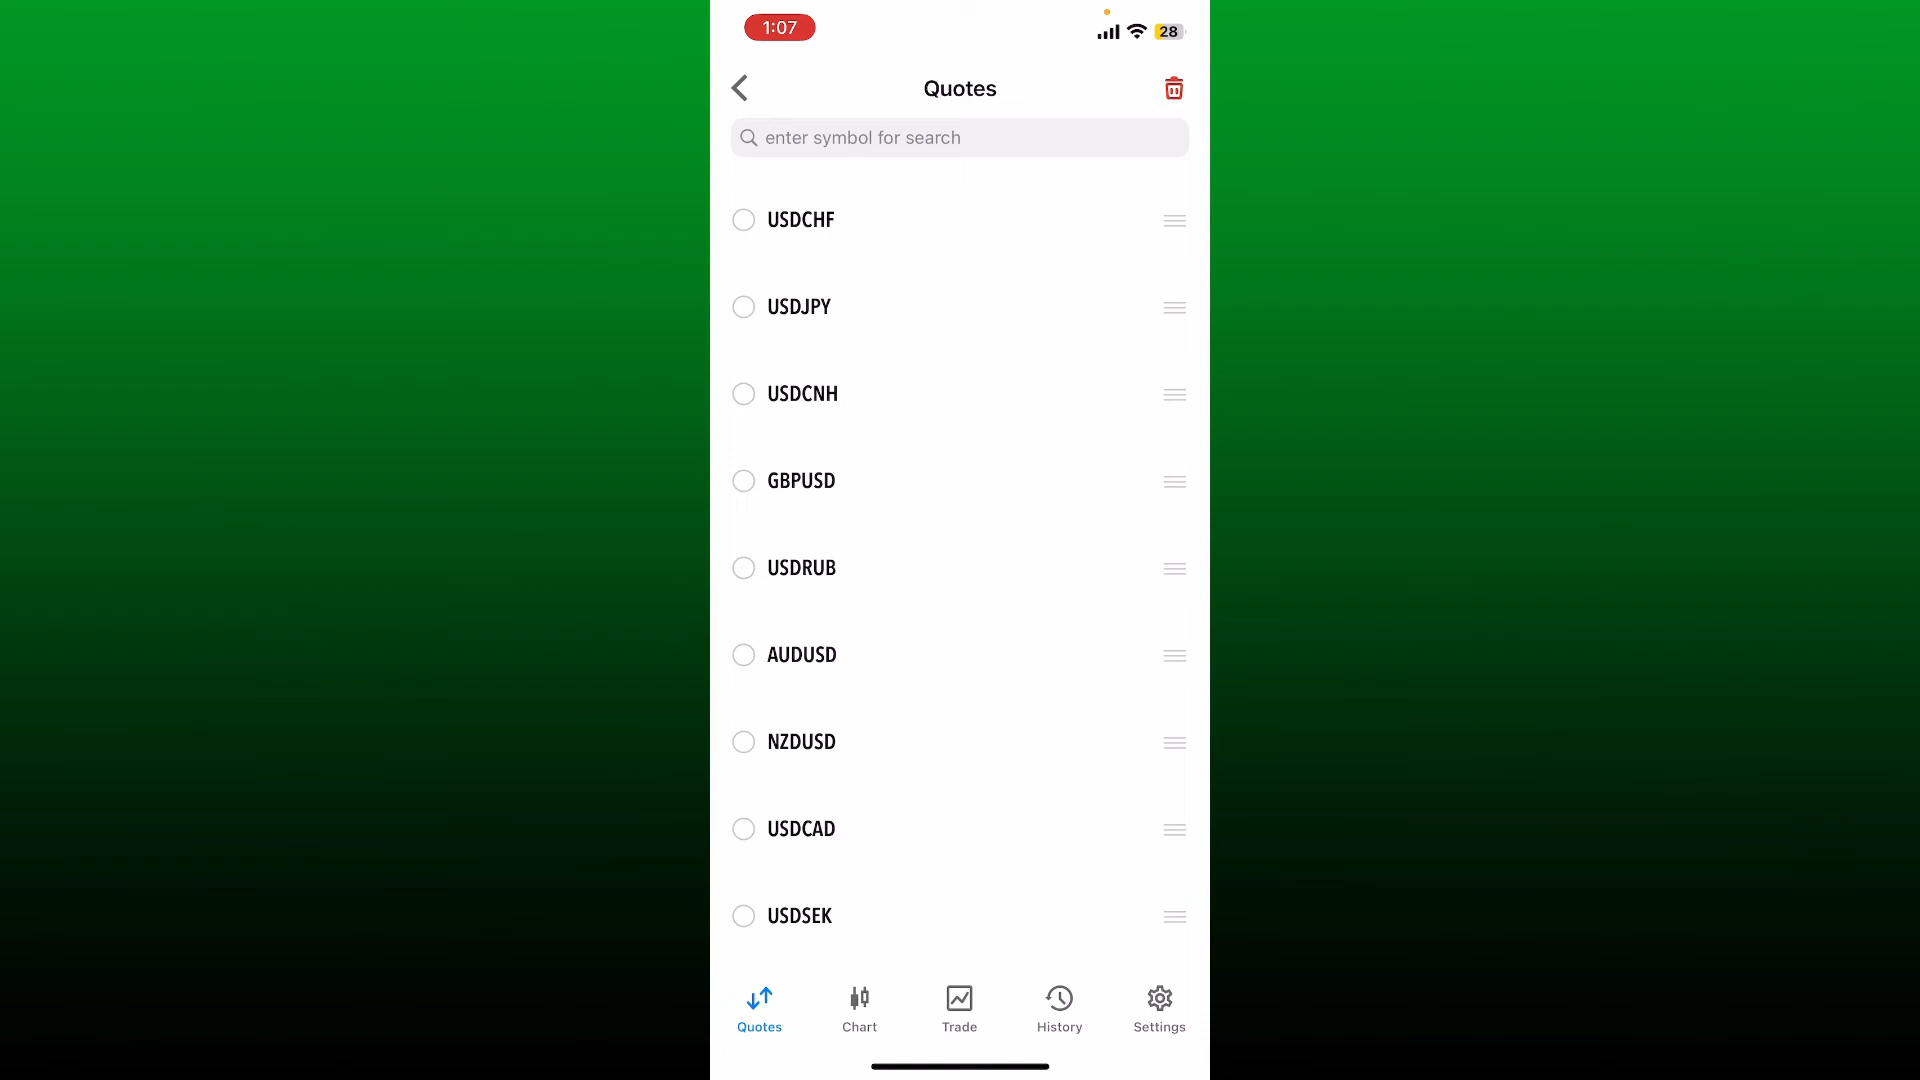 1:07
28
Quotes
enter symbol for search
USDCHF
USDJPY
USDCNH
GBPUSD
USDRUB
AUDUSD
NZDUSD
USDCAD
USDSEK
Quotes Chart Trade History Settings